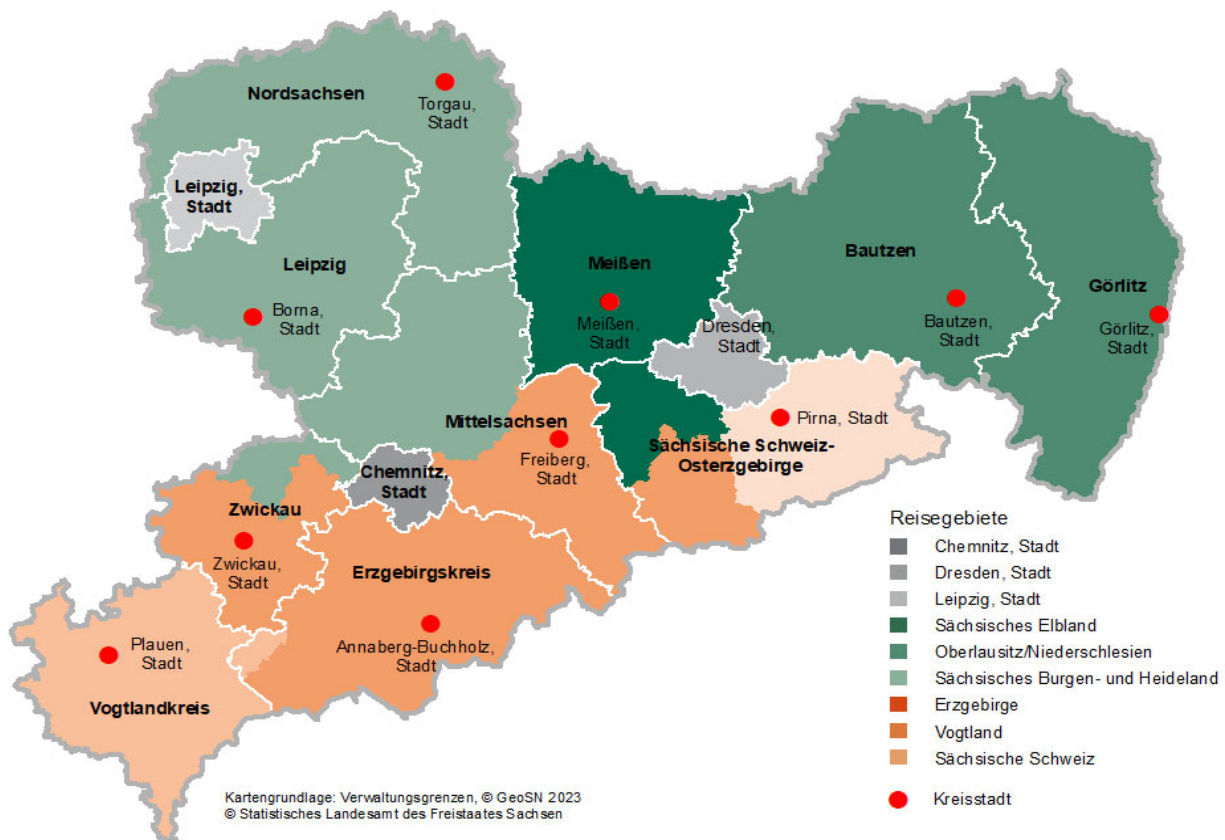 Nordsachsen
Torgau,
Stadt
Leipzig,
Stadt
Leipzig
Borna,
Stadt
Meißen
Meißen,
Stadt
Dresden,
Stadt
Bautzen
Bautzen,
Stadt
Görlitz
Görlitz,
Stadt
Mittelsachsen
Freiberg,
Stadt
Pirna, Stadt
Sächsische Schweiz-
Osterzgebirge
Chemnitz,
Stadt
Zwickau
Zwickau,
Stadt
Erzgebirgskreis
Annaberg-Buchholz,
Stadt
Plauen,
Stadt
Vogtlandkreis
Reisegebiete
Chemnitz, Stadt
Dresden, Stadt
Leipzig, Stadt
Sächsisches Elbland
Oberlausitz/Niederschlesien
Sächsisches Burgen- und Heideland
Erzgebirge
Vogtland
Sächsische Schweiz
Kreisstadt
Kartengrundlage: Verwaltungsgrenzen, © GeoSN 2023
© Statistisches Landesamt des Freistaates Sachsen